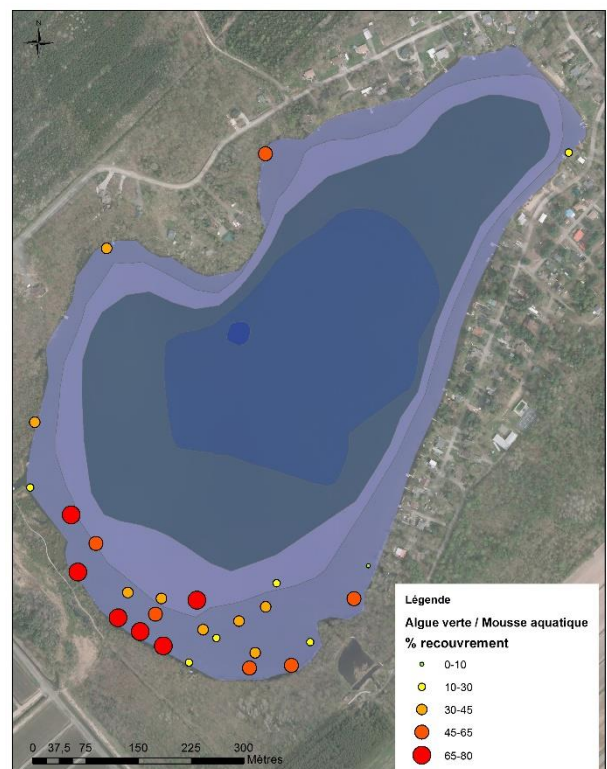 N
Légende
Algue verte / Mousse aquatique
% recouvrement
0-10
10-30
30-45
45-65
65-80
0 37,5 75 150 225 300
Mètres